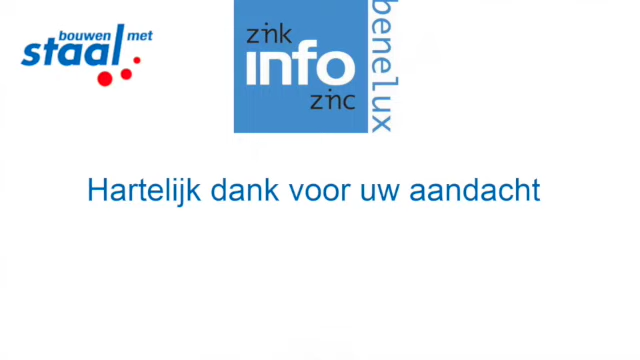 bouwen met
staal
zink
info
zinc
benelux
Hartelijk dank voor uw aandacht